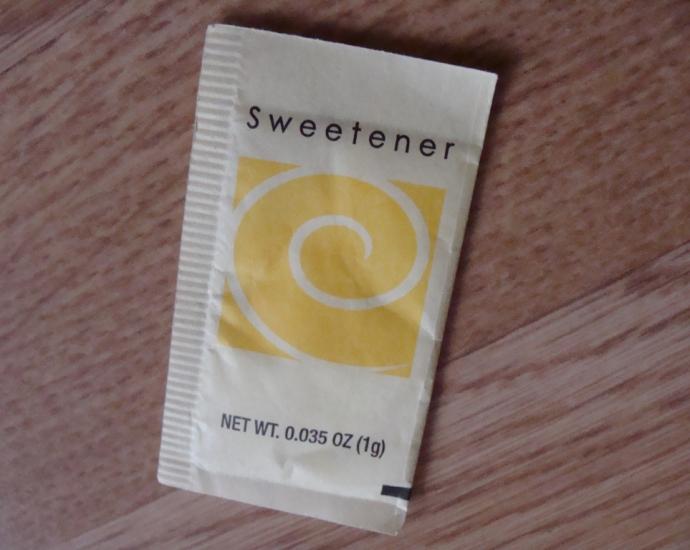 Sweetener
NET WT. 0.035 OZ (1g)